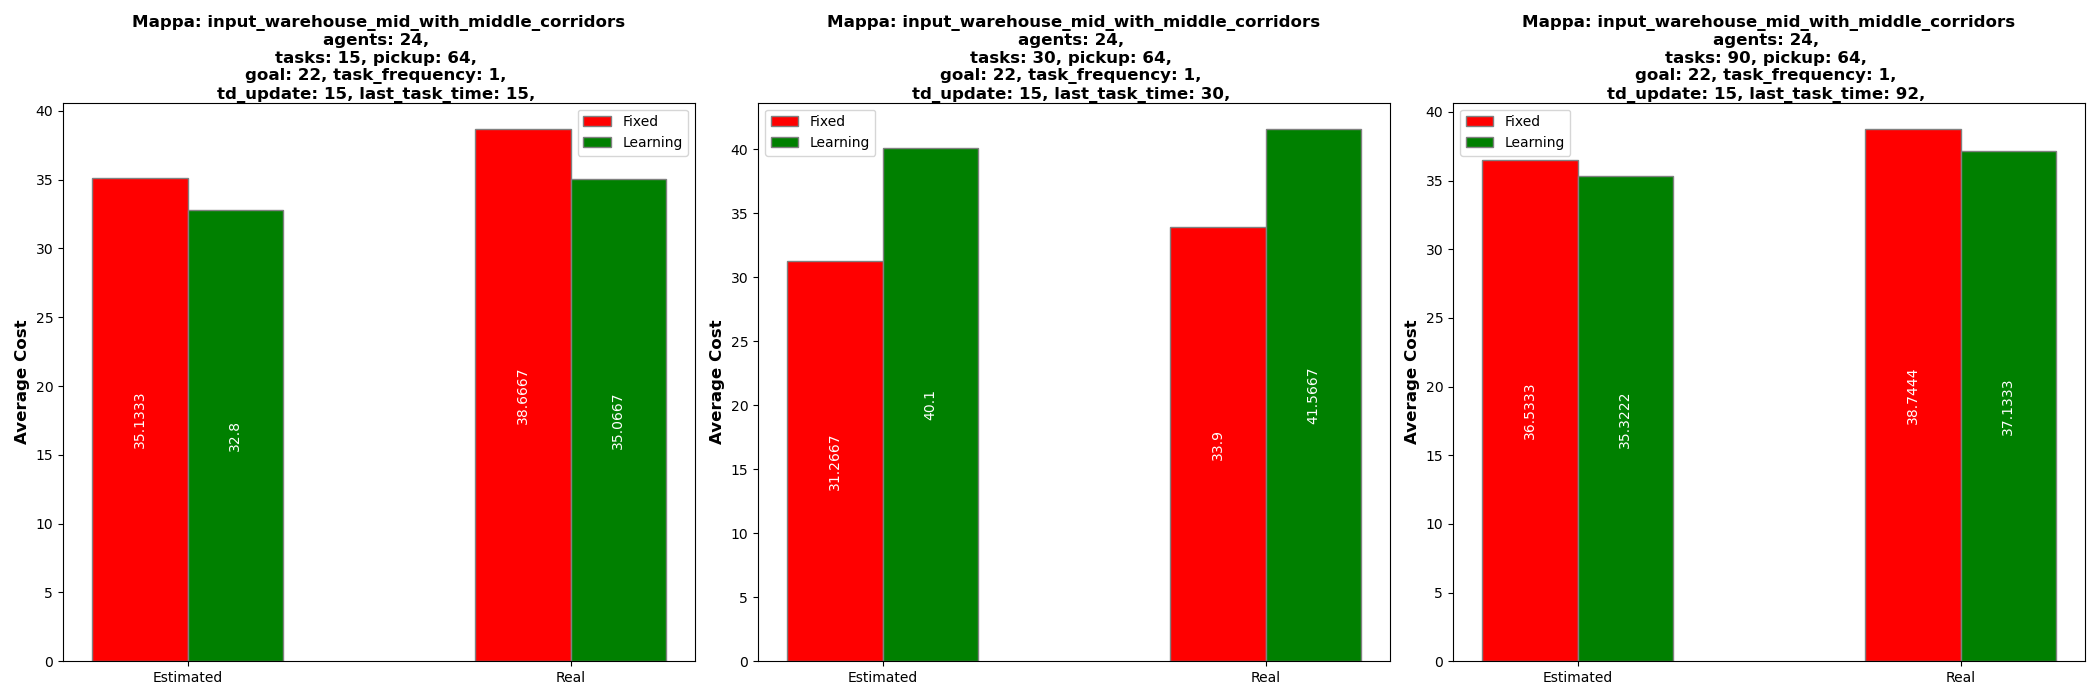 Mappa: input_warehouse_mid_with_middle_corridors
agents: 24,
tasks: 15, pickup: 64,
goal: 22, task_frequency: 1,
td_update: 15, last_task_time: 15,
Fixed
Learning
Average Cost
40
35
30
25
20
15
10
5
0
35.1333
32.8
38.6667
35.0667
Estimated
Real
Mappa: input_warehouse_mid_with_middle_corridors
agents: 24,
tasks: 30, pickup: 64,
goal: 22, task_frequency: 1,
td_update: 15, last_task_time: 30,
Fixed
Learning
Average Cost
40
35
30
25
20
15
10
5
0
31.2667
40.1
33.9
41.5667
Estimated
Real
Mappa: input_warehouse_mid_with_middle_corridors
agents: 24,
tasks: 90, pickup: 64,
goal: 22, task_frequency: 1,
td_update: 15, last_task_time: 92,
Fixed
Learning
Average Cost
40
35
30
25
20
15
10
5
0
36.5333
35.3222
38.7444
37.1333
Estimated
Real